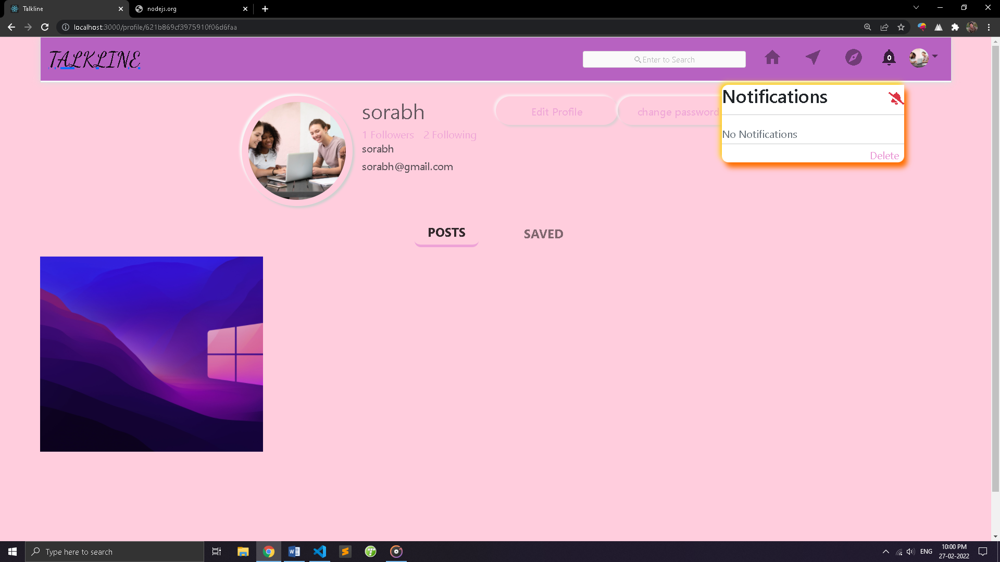 Talkline
nodejs.org
localhost:3000/profile/621b869cf3975910f06d6faa
TALKLINE
Enter to Search
0
sorabh
Edit Profile
change password
1 Followers 2 Following
sorabh
sorabh@gmail.com
Notifications
No Notifications
Delete
POSTS
SAVED
Type here to search
ENG
10:00 PM
27-02-2022